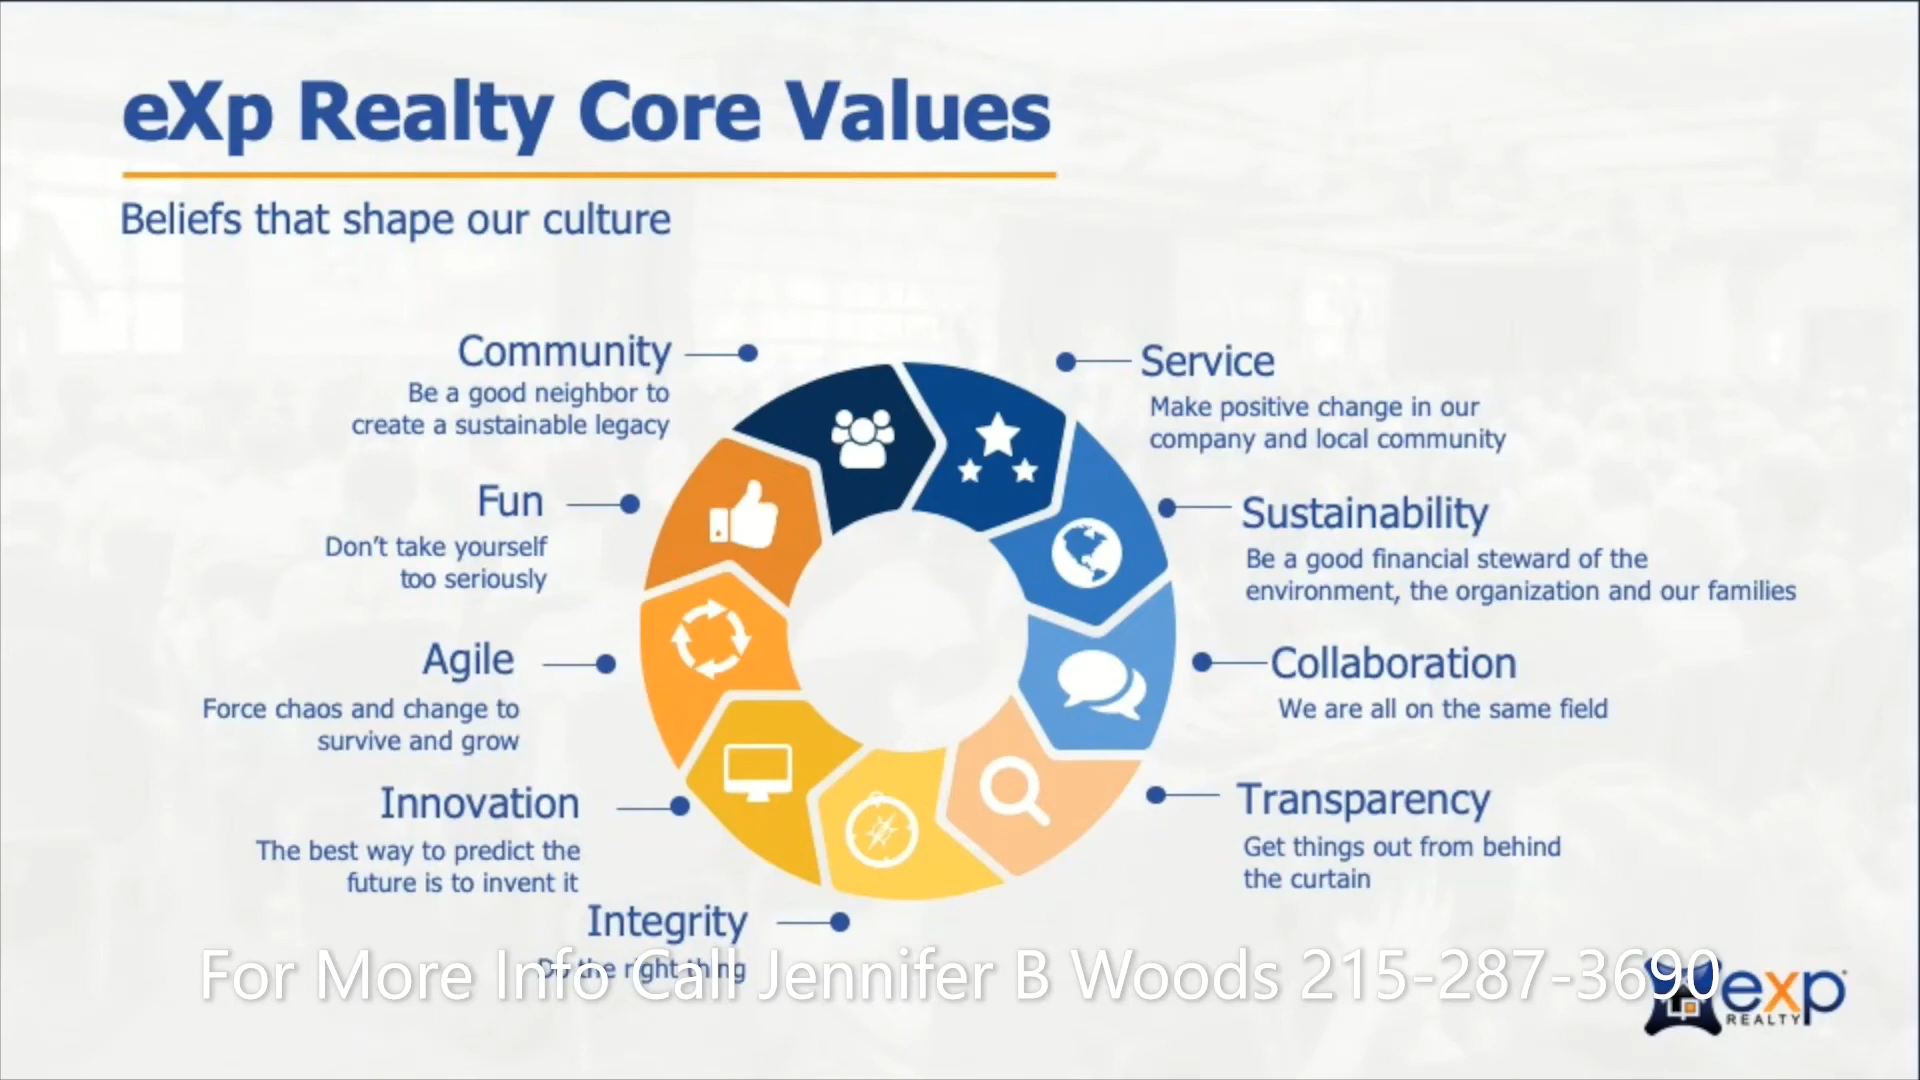 eXp Realty Core Values
Beliefs that shape our culture
Community
Be a good neighbor to
create a sustainable legacy
Fun
Don't take yourself
too seriously
Agile
Force chaos and change to
survive and grow
Innovation
The best way to predict the
future is to invent it
Integrity
Do the right thing
Service
Make positive change in our
company and local community
Sustainability
Be a good financial steward of the
environment, the organization and our families
Collaboration
We are all on the same field
Transparency
Get things out from behind
the curtain
For More Info Call Jennifer B Woods 215-287-3690
exp
REALTY